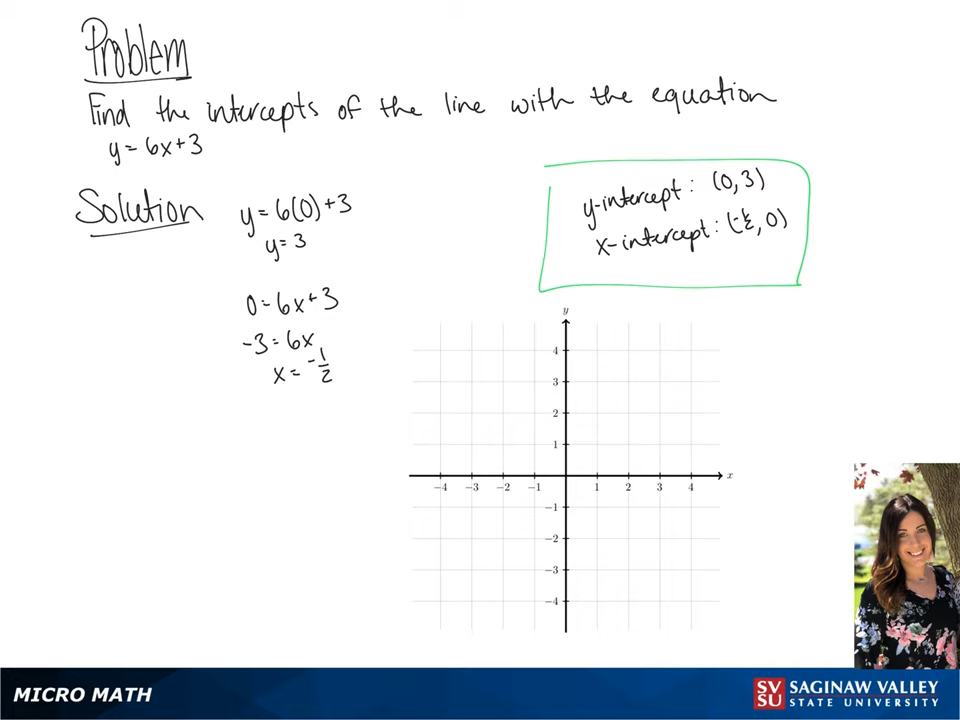 Problem
Find the intercepts of the line with the equation
y = 6x+3
Solution
y = 6(0) + 3
y = 3
0 = 6x + 3
-3 = 6x
x = -1/2
y-intercept: (0,3)
x-intercept: (-1/2, 0)
y
4
3
2
1
-4 -3 -2 -1 1 2 3 4 x
-1
-2
-3
-4
MICRO MATH
SV SU SAGINAW VALLEY
STATE UNIVERSITY